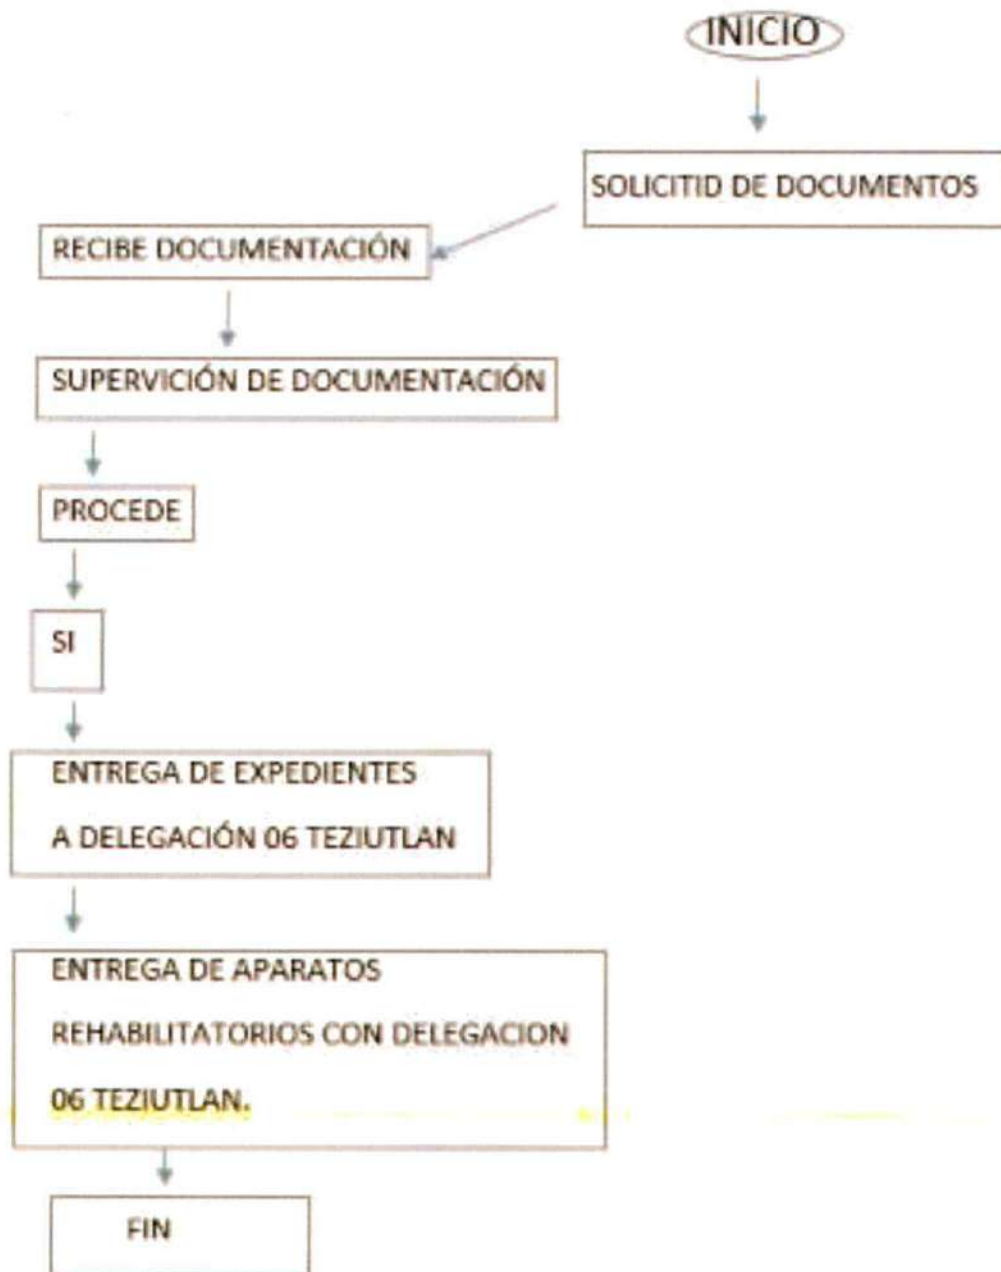 INICIO
SOLICITID DE DOCUMENTOS
RECIBE DOCUMENTACIÓN
SUPERVICIÓN DE DOCUMENTACIÓN
PROCEDE
SI
ENTREGA DE EXPEDIENTES
A DELEGACIÓN 06 TEZIUTLAN
ENTREGA DE APARATOS
REHABILITATORIOS CON DELEGACION
06 TEZIUTLAN.
FIN